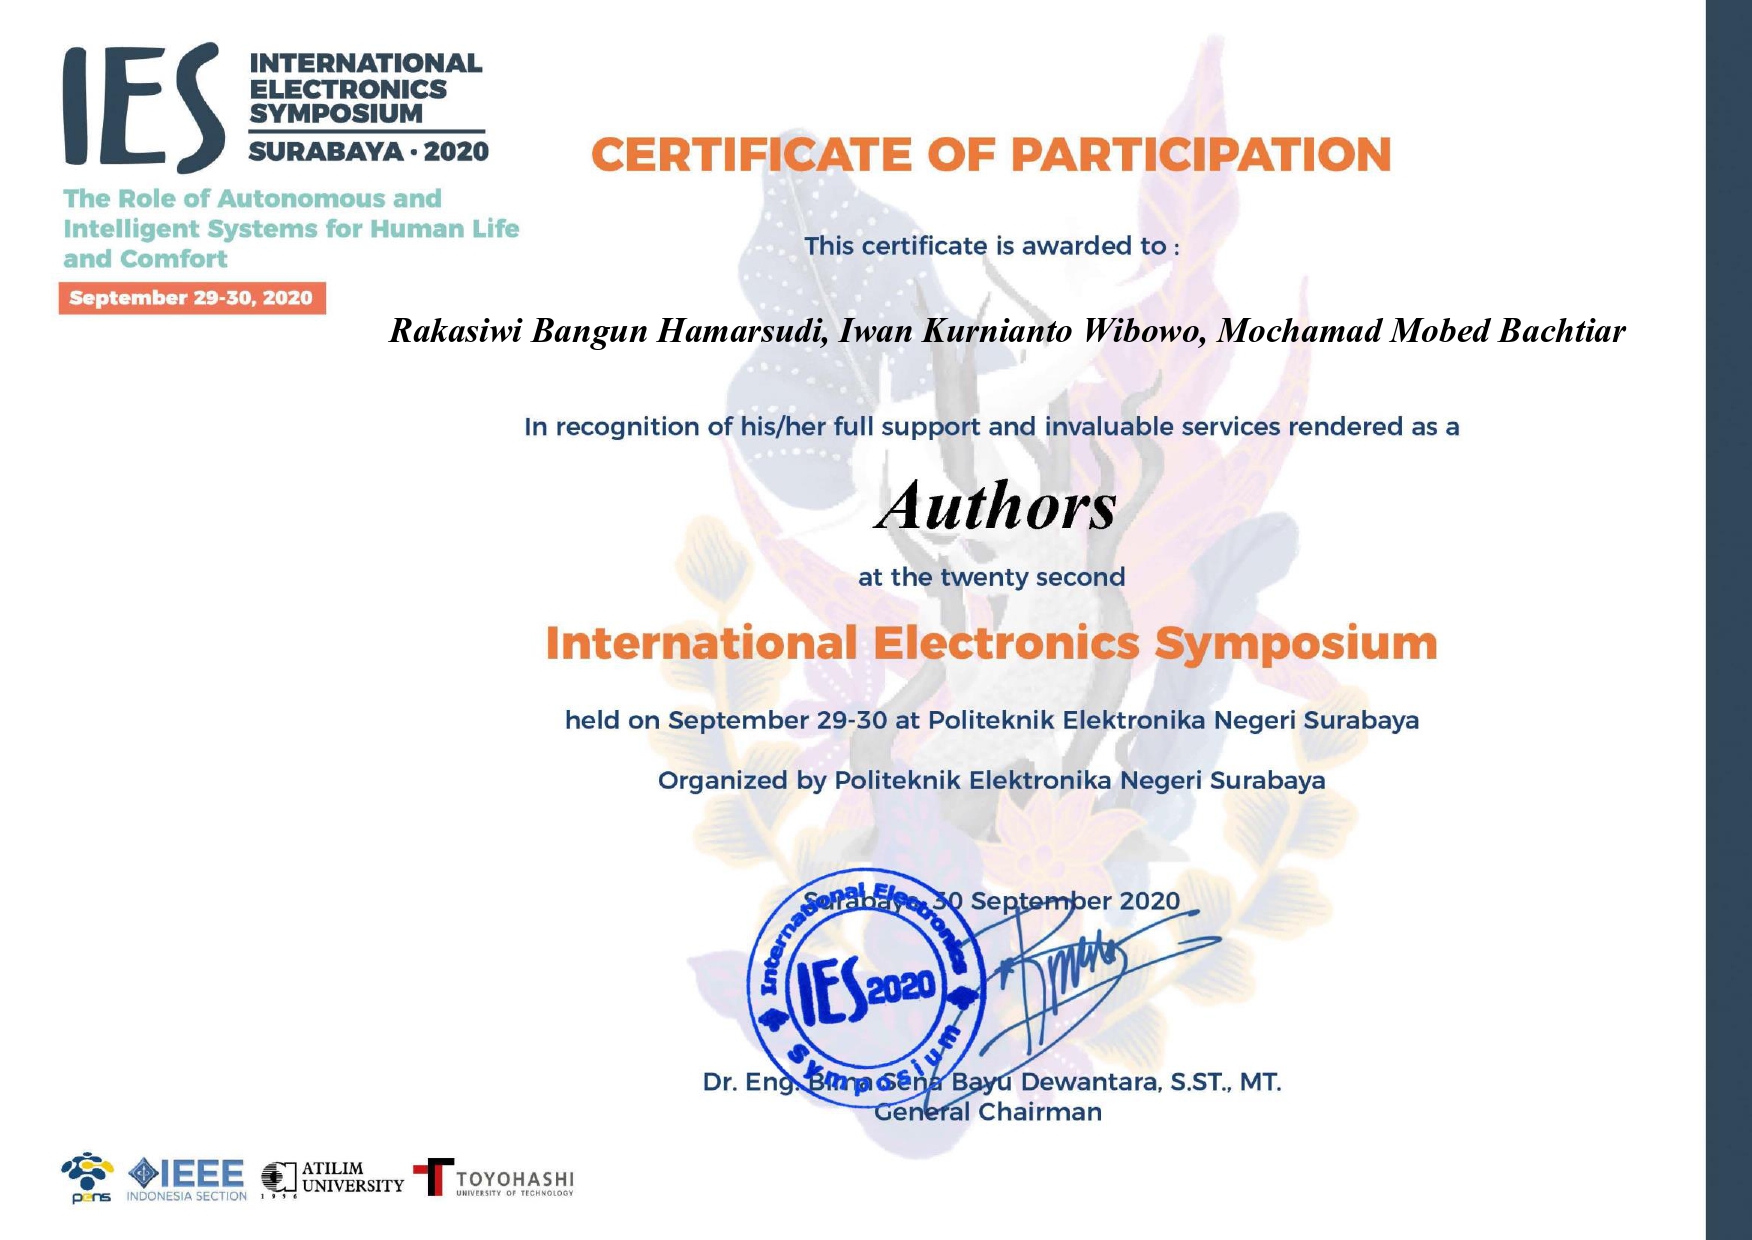 IES
INTERNATIONAL
ELECTRONICS
SYMPOSIUM
SURABAYA · 2020
The Role of Autonomous and
Intelligent Systems for Human Life
and Comfort
September 29-30, 2020
CERTIFICATE OF PARTICIPATION
This certificate is awarded to :
Rakasiwi Bangun Hamarsudi, Iwan Kurnianto Wibowo, Mochamad Mobed Bachtiar
In recognition of his/her full support and invaluable services rendered as a
Authors
at the twenty second
International Electronics Symposium
held on September 29-30 at Politeknik Elektronika Negeri Surabaya
Organized by Politeknik Elektronika Negeri Surabaya
Surabaya, 30 September 2020
International Electronics
IES 2020
Symposium
Dr. Eng. Bima Sena Bayu Dewantara, S.ST., MT.
General Chairman
pens
IEEE
INDONESIA SECTION
1996
ATILIM
UNIVERSITY
TOYOHASHI
UNIVERSITY OF TECHNOLOGY